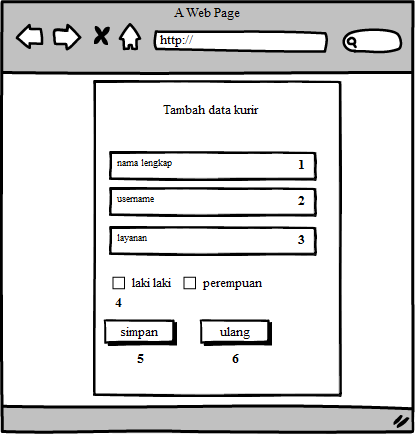 A Web Page
http://
Tambah data kurir
nama lengkap 1
username 2
layanan 3
laki laki perempuan
4
simpan ulang
5 6